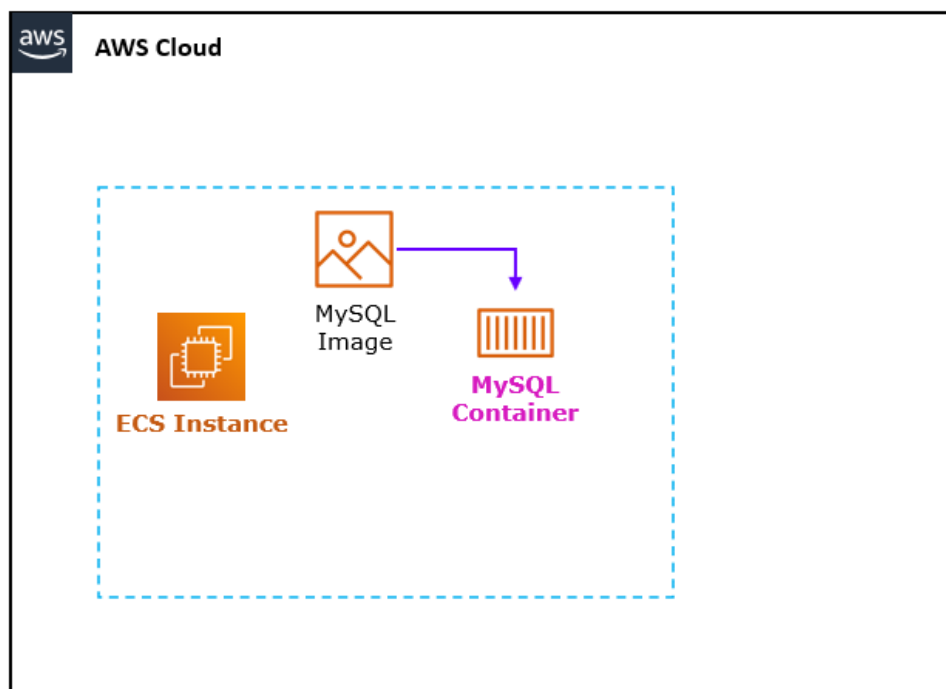 aws
AWS Cloud
MySQL
Image
ECS Instance
MySQL
Container